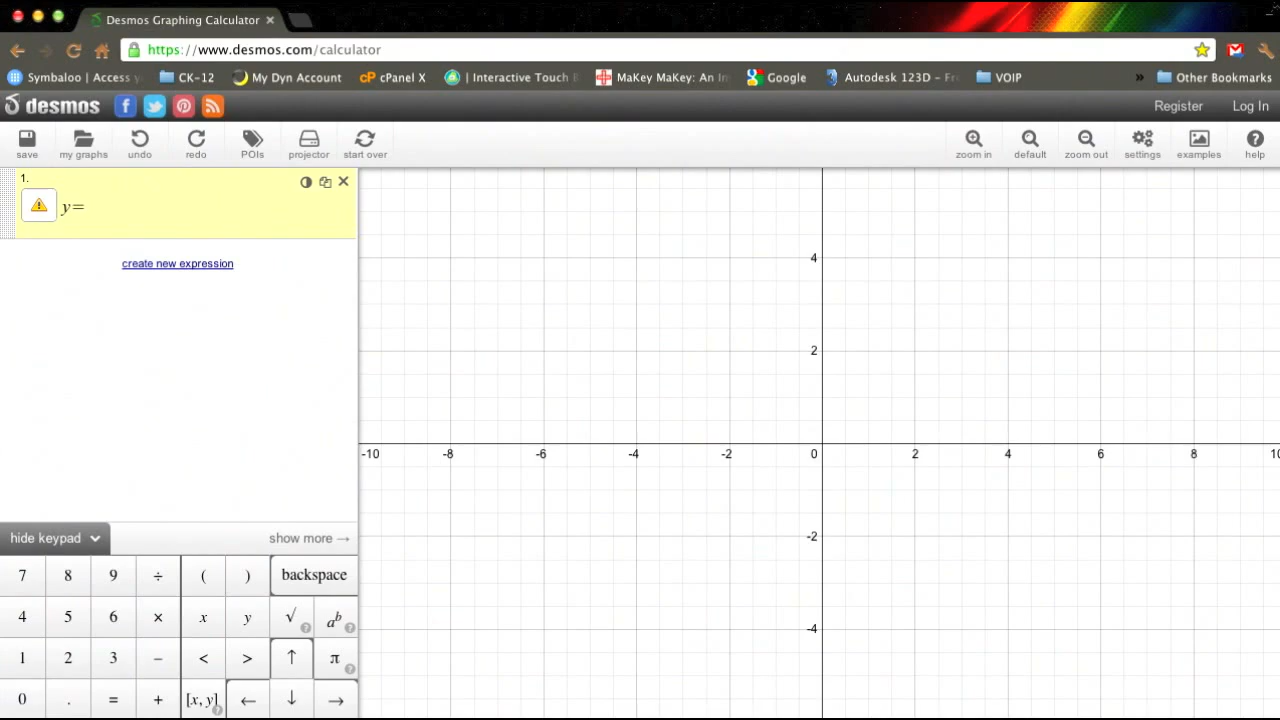 Desmos Graphing Calculator
https://www.desmos.com/calculator
Symbaloo | Access y CK-12 My Dyn Account cPanel X | Interactive Touch B MaKey MaKey: An Im Google Autodesk 123D - Fre VOIP » Other Bookmarks
desmos Register Log In
save my graphs undo redo POIs projector start over zoom in default zoom out settings examples help
1.
y=
create new expression
4
2
-10 -8 -6 -4 -2 0 2 4 6 8 10
-2
-4
hide keypad show more →
7 8 9 ÷ ( ) backspace
4 5 6 × x y √ a^b
1 2 3 − < > ↑ π
0 . = + [x, y] ← ↓ →